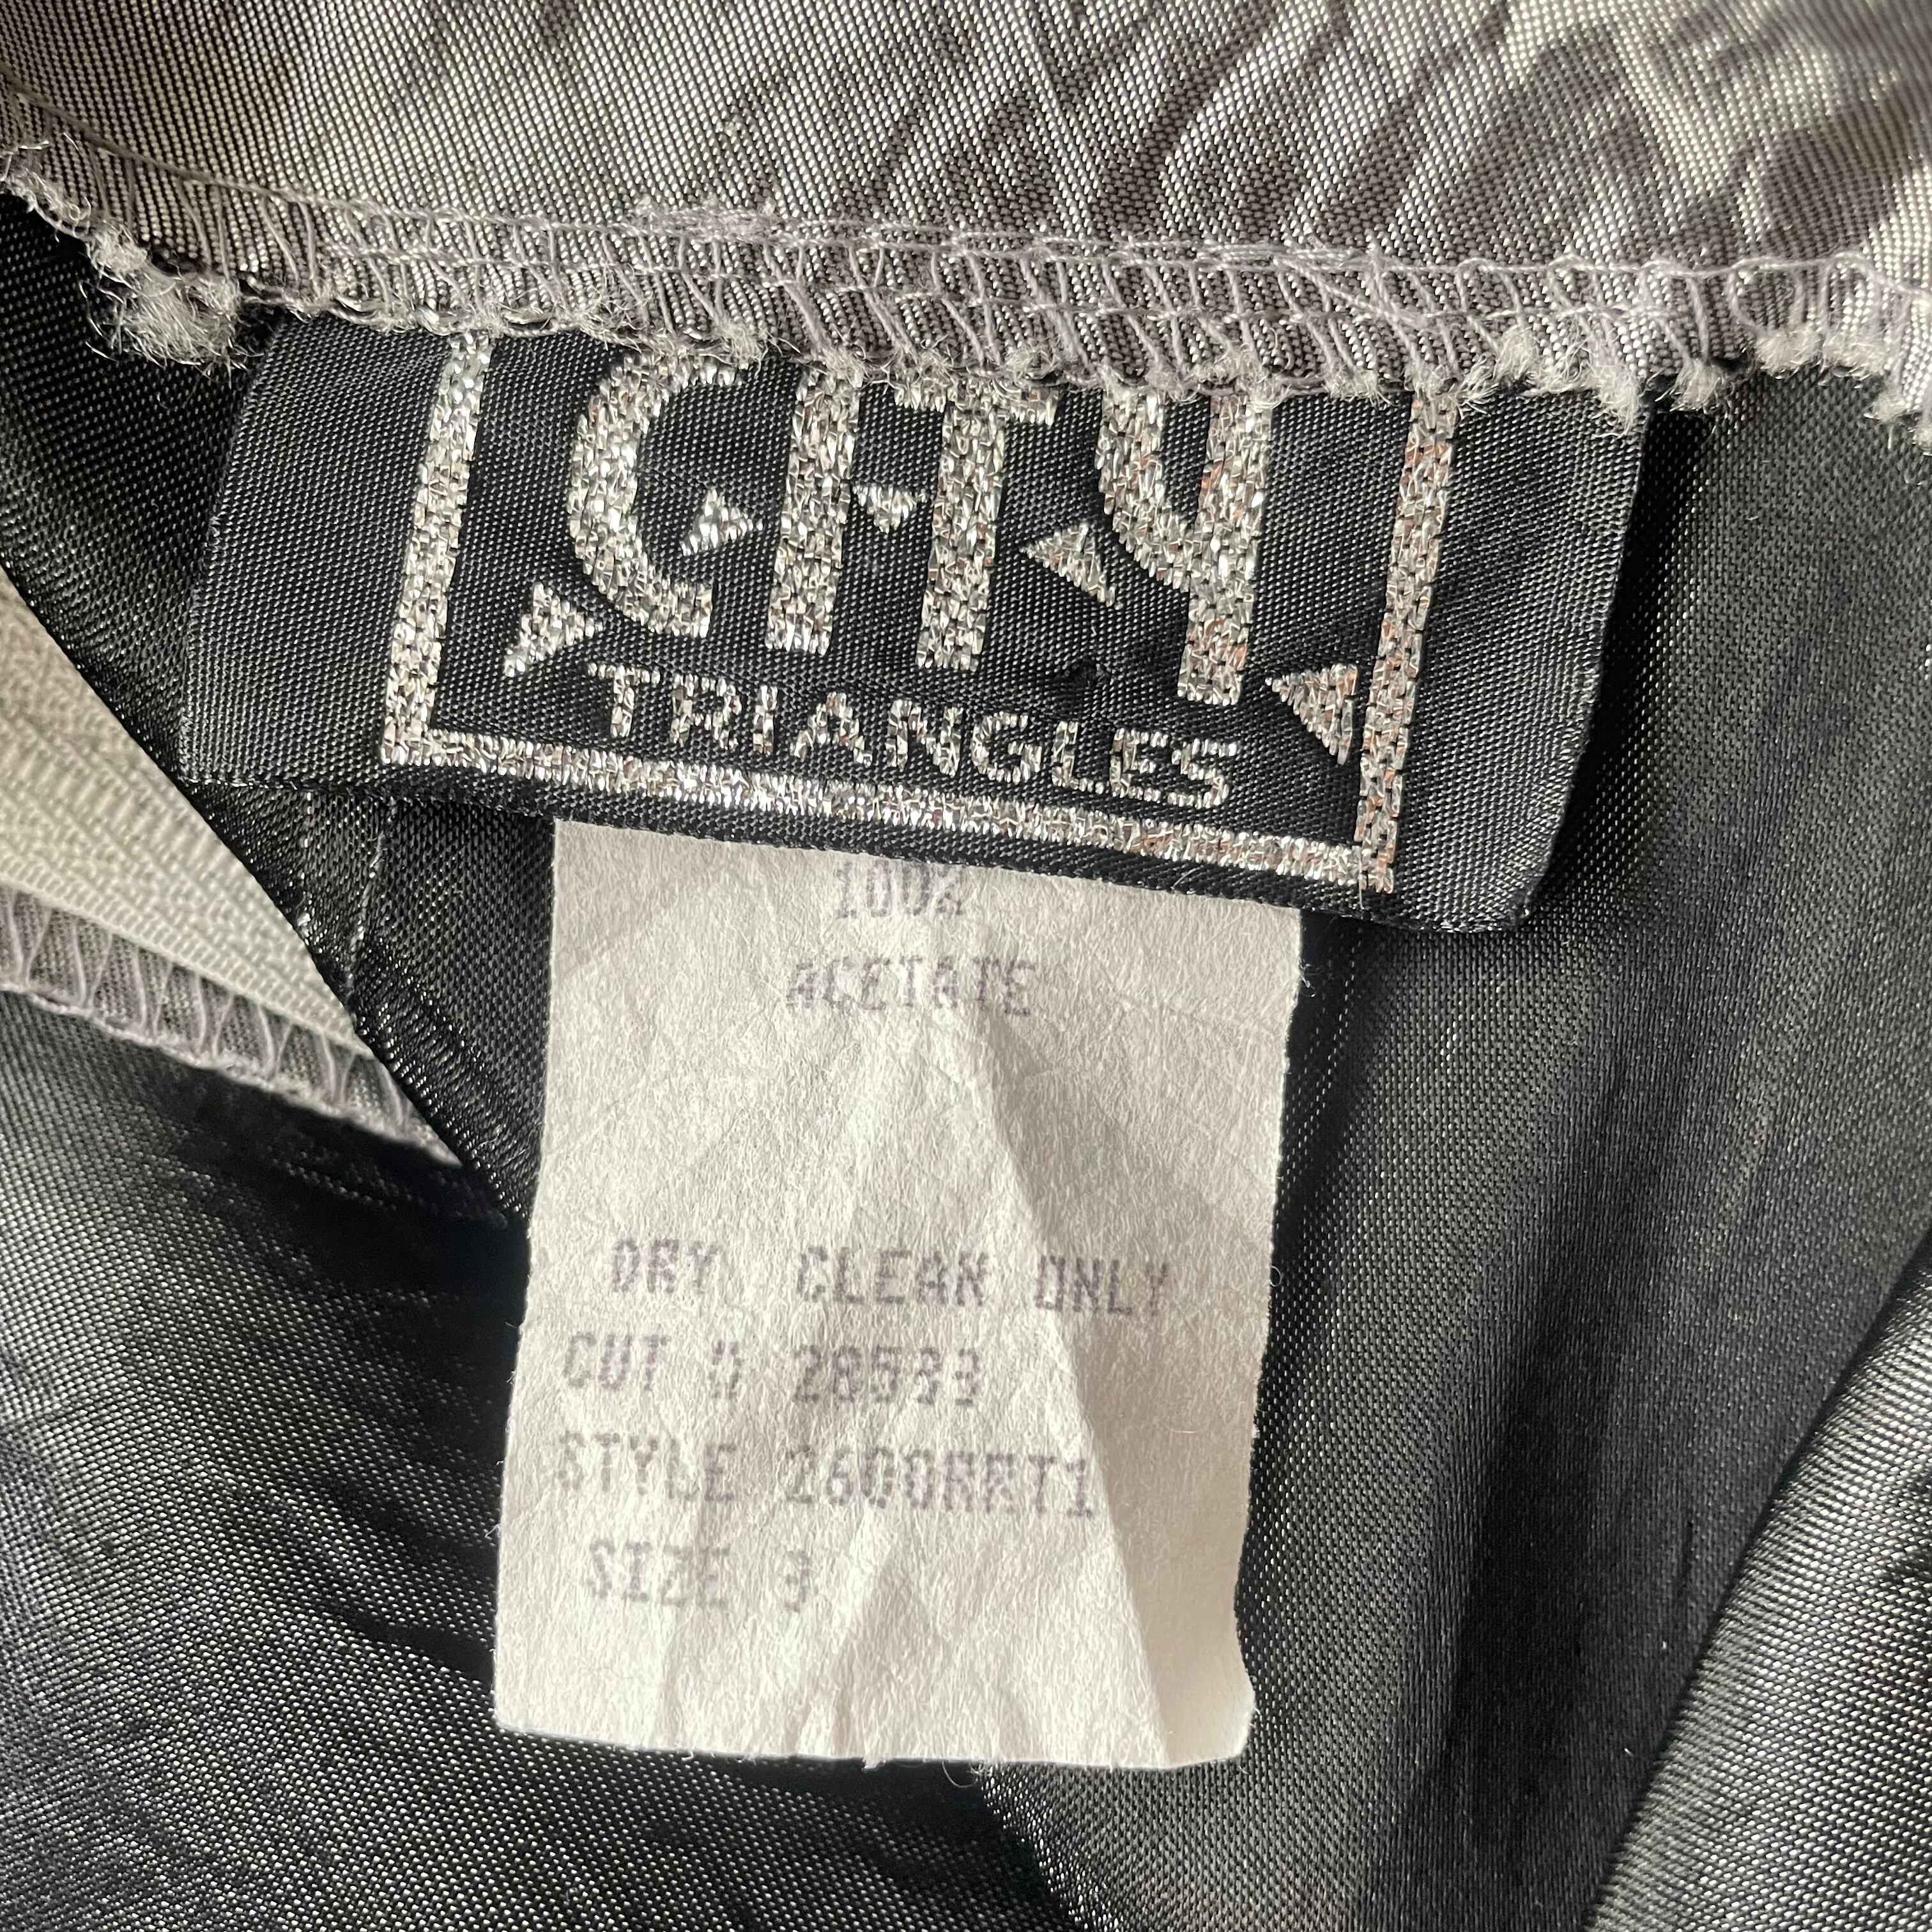 CITY
TRIANGLES
100%
ACETATE
DRY CLEAN ONLY
CUT # 28533
STYLE 2600RRT1
SIZE 3